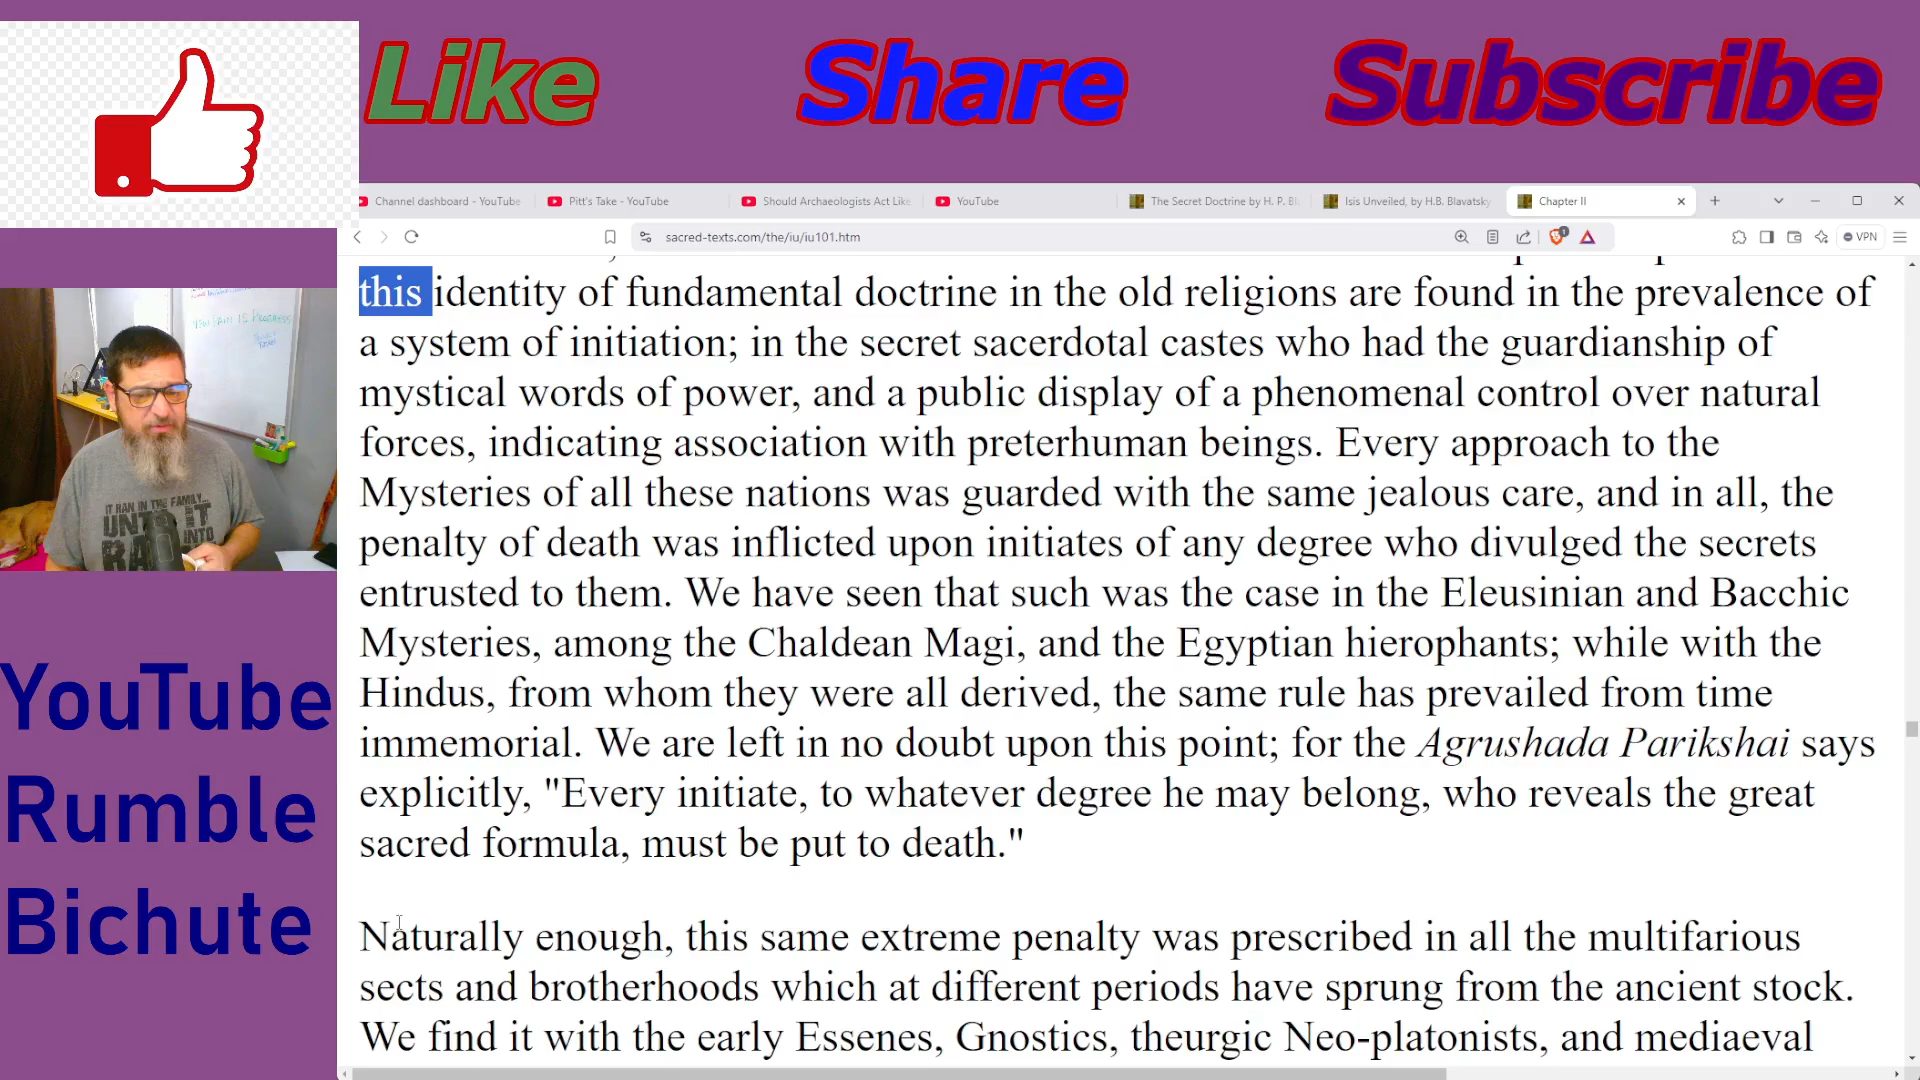 Like Share Subscribe
Channel dashboard - YouTube
Pitt's Take - YouTube
Should Archaeologists Act Like
YouTube
The Secret Doctrine by H. P. Bl
Isis Unveiled, by H.B. Blavatsky
Chapter II
sacred-texts.com/the/iu/iu101.htm
VPN
this identity of fundamental doctrine in the old religions are found in the prevalence of
a system of initiation; in the secret sacerdotal castes who had the guardianship of
mystical words of power, and a public display of a phenomenal control over natural
forces, indicating association with preterhuman beings. Every approach to the
Mysteries of all these nations was guarded with the same jealous care, and in all, the
penalty of death was inflicted upon initiates of any degree who divulged the secrets
entrusted to them. We have seen that such was the case in the Eleusinian and Bacchic
Mysteries, among the Chaldean Magi, and the Egyptian hierophants; while with the
Hindus, from whom they were all derived, the same rule has prevailed from time
immemorial. We are left in no doubt upon this point; for the Agrushada Parikshai says
explicitly, "Every initiate, to whatever degree he may belong, who reveals the great
sacred formula, must be put to death."
Naturally enough, this same extreme penalty was prescribed in all the multifarious
sects and brotherhoods which at different periods have sprung from the ancient stock.
We find it with the early Essenes, Gnostics, theurgic Neo-platonists, and mediaeval
IT RAN IN THE FAMILY...
INTO
YouTube
Rumble
Bichute